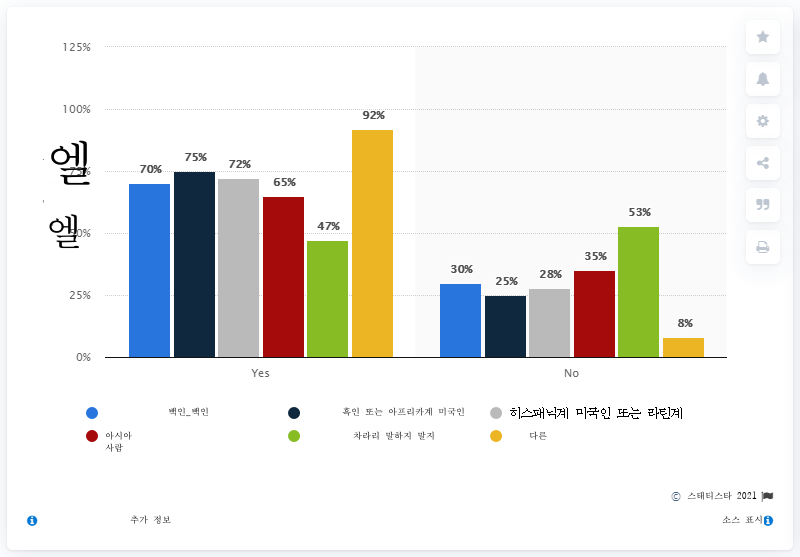 125%
100%
75%
50%
25%
0%
엘
엘
70%
75%
72%
65%
47%
92%
30%
25%
28%
35%
53%
8%
Yes
No
백인_백인
흑인 또는 아프리카계 미국인
히스패닉계 미국인 또는 라틴계
아시아
사람
차라리 말하지 말지
다른
© 스태티스타 2021
추가 정보
소스 표시